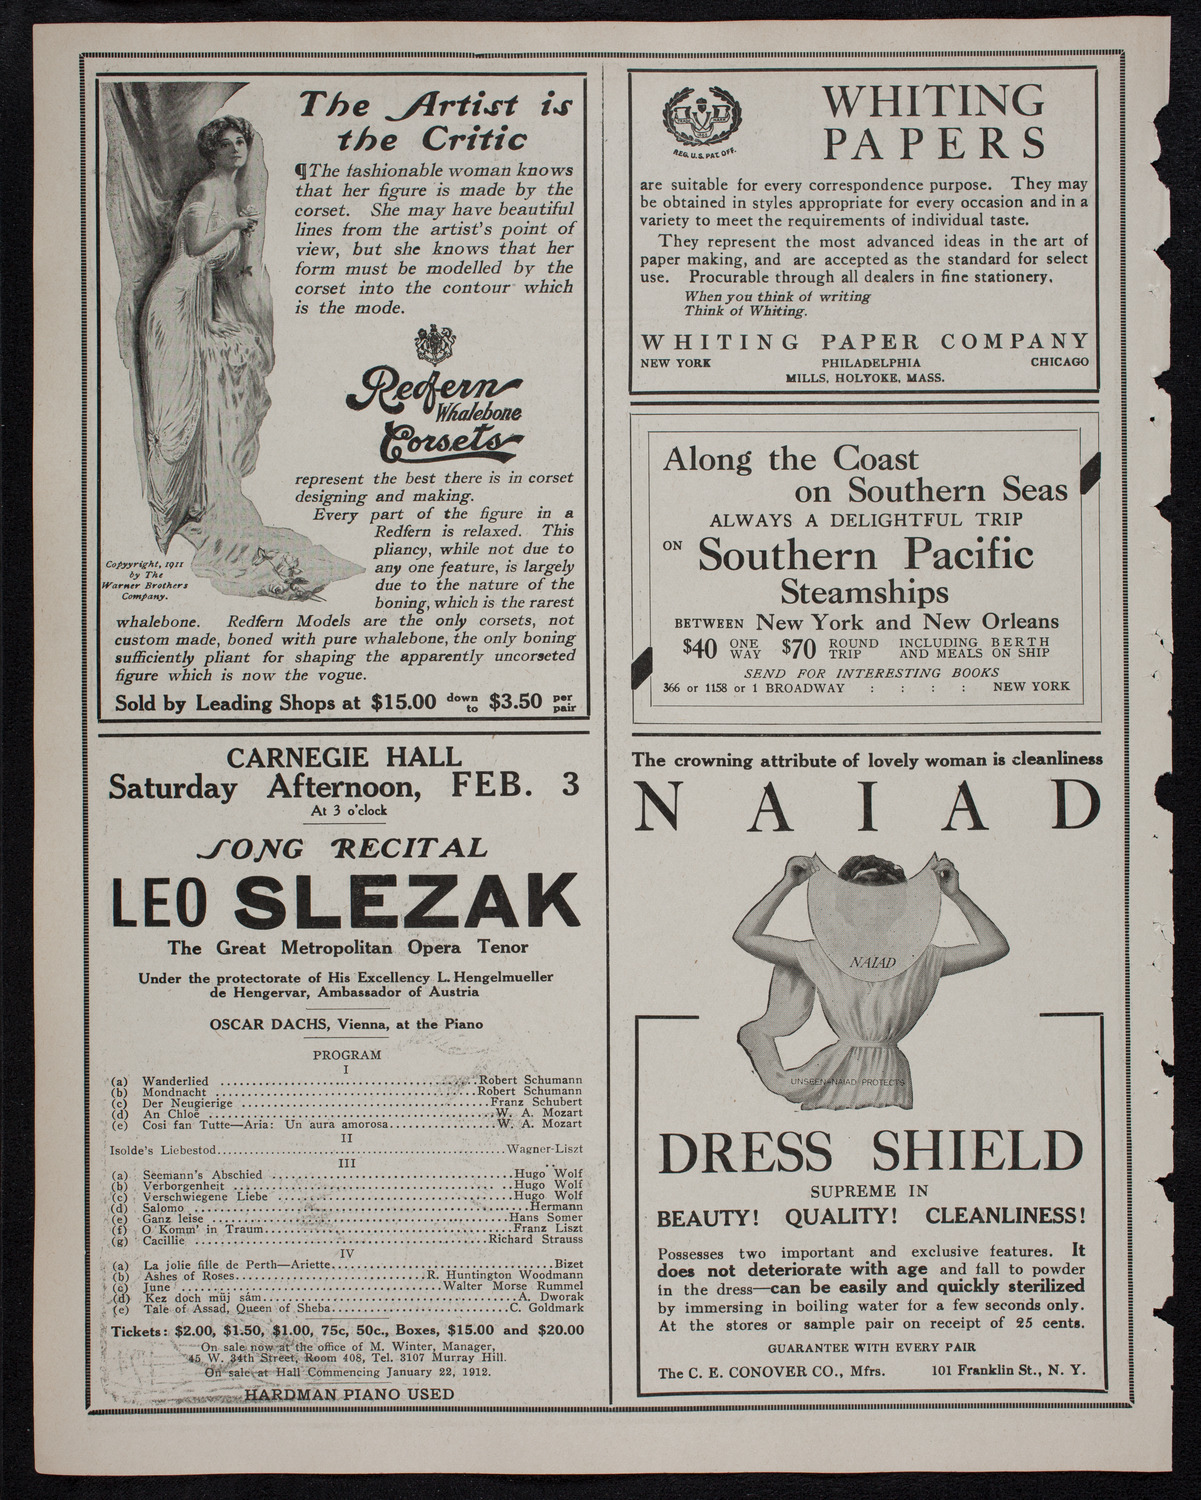 The Artist is
the Critic
¶The fashionable woman knows
that her figure is made by the
corset. She may have beautiful
lines from the artist's point of
view, but she knows that her
form must be modelled by the
corset into the contour which
is the mode.
Redfern
Whalebone
Corsets
represent the best there is in corset
designing and making.
Every part of the figure in a
Redfern is relaxed. This
pliancy, while not due to
any one feature, is largely
due to the nature of the
boning, which is the rarest
Copyyright, 1911
by The
Warner Brothers
Company.
whalebone. Redfern Models are the only corsets, not
custom made, boned with pure whalebone, the only boning
sufficiently pliant for shaping the apparently uncorseted
figure which is now the vogue.
Sold by Leading Shops at $15.00 down to $3.50 per pair
CARNEGIE HALL
Saturday Afternoon, FEB. 3
At 3 o'clock
SONG RECITAL
LEO SLEZAK
The Great Metropolitan Opera Tenor
Under the protectorate of His Excellency L. Hengelmueller
de Hengervar, Ambassador of Austria
OSCAR DACHS, Vienna, at the Piano
PROGRAM
I
(a) Wanderlied ........ Robert Schumann
(b) Mondnacht ........ Robert Schumann
(c) Der Neugierige ........ Franz Schubert
(d) An Chloe ........ W. A. Mozart
(e) Cosi fan Tutte—Aria: Un aura amorosa ........ W. A. Mozart
II
Isolde's Liebestod ........ Wagner-Liszt
III
(a) Seemann's Abschied ........ Hugo Wolf
(b) Verborgenheit ........ Hugo Wolf
(c) Verschwiegene Liebe ........ Hugo Wolf
(d) Salomo ........ Hermann
(e) Ganz leise ........ Hans Somer
(f) O Komm' in Traum ........ Franz Liszt
(g) Cacillie ........ Richard Strauss
IV
(a) La jolie fille de Perth—Ariette ........ Bizet
(b) Ashes of Roses ........ R. Huntington Woodmann
(c) June ........ Walter Morse Rummel
(d) Kez doch müj sám ........ A. Dworak
(e) Tale of Assad, Queen of Sheba ........ C. Goldmark
Tickets: $2.00, $1.50, $1.00, 75c, 50c., Boxes, $15.00 and $20.00
On sale now at the office of M. Winter, Manager,
45 W. 34th Street, Room 408, Tel. 3107 Murray Hill.
On sale at Hall Commencing January 22, 1912.
HARDMAN PIANO USED
REG. U.S. PAT. OFF.
WHITING
PAPERS
are suitable for every correspondence purpose. They may
be obtained in styles appropriate for every occasion and in a
variety to meet the requirements of individual taste.
They represent the most advanced ideas in the art of
paper making, and are accepted as the standard for select
use. Procurable through all dealers in fine stationery.
When you think of writing
Think of Whiting.
WHITING PAPER COMPANY
NEW YORK PHILADELPHIA CHICAGO
MILLS, HOLYOKE, MASS.
Along the Coast
on Southern Seas
ALWAYS A DELIGHTFUL TRIP
ON Southern Pacific
Steamships
BETWEEN New York and New Orleans
$40 ONE WAY $70 ROUND TRIP INCLUDING BERTH AND MEALS ON SHIP
SEND FOR INTERESTING BOOKS
366 or 1158 or 1 BROADWAY : : : : NEW YORK
The crowning attribute of lovely woman is cleanliness
NAIAD
NAIAD
UNSEEN-NAIAD PROTECTS
DRESS SHIELD
SUPREME IN
BEAUTY! QUALITY! CLEANLINESS!
Possesses two important and exclusive features. It
does not deteriorate with age and fall to powder
in the dress—can be easily and quickly sterilized
by immersing in boiling water for a few seconds only.
At the stores or sample pair on receipt of 25 cents.
GUARANTEE WITH EVERY PAIR
The C. E. CONOVER CO., Mfrs. 101 Franklin St., N. Y.